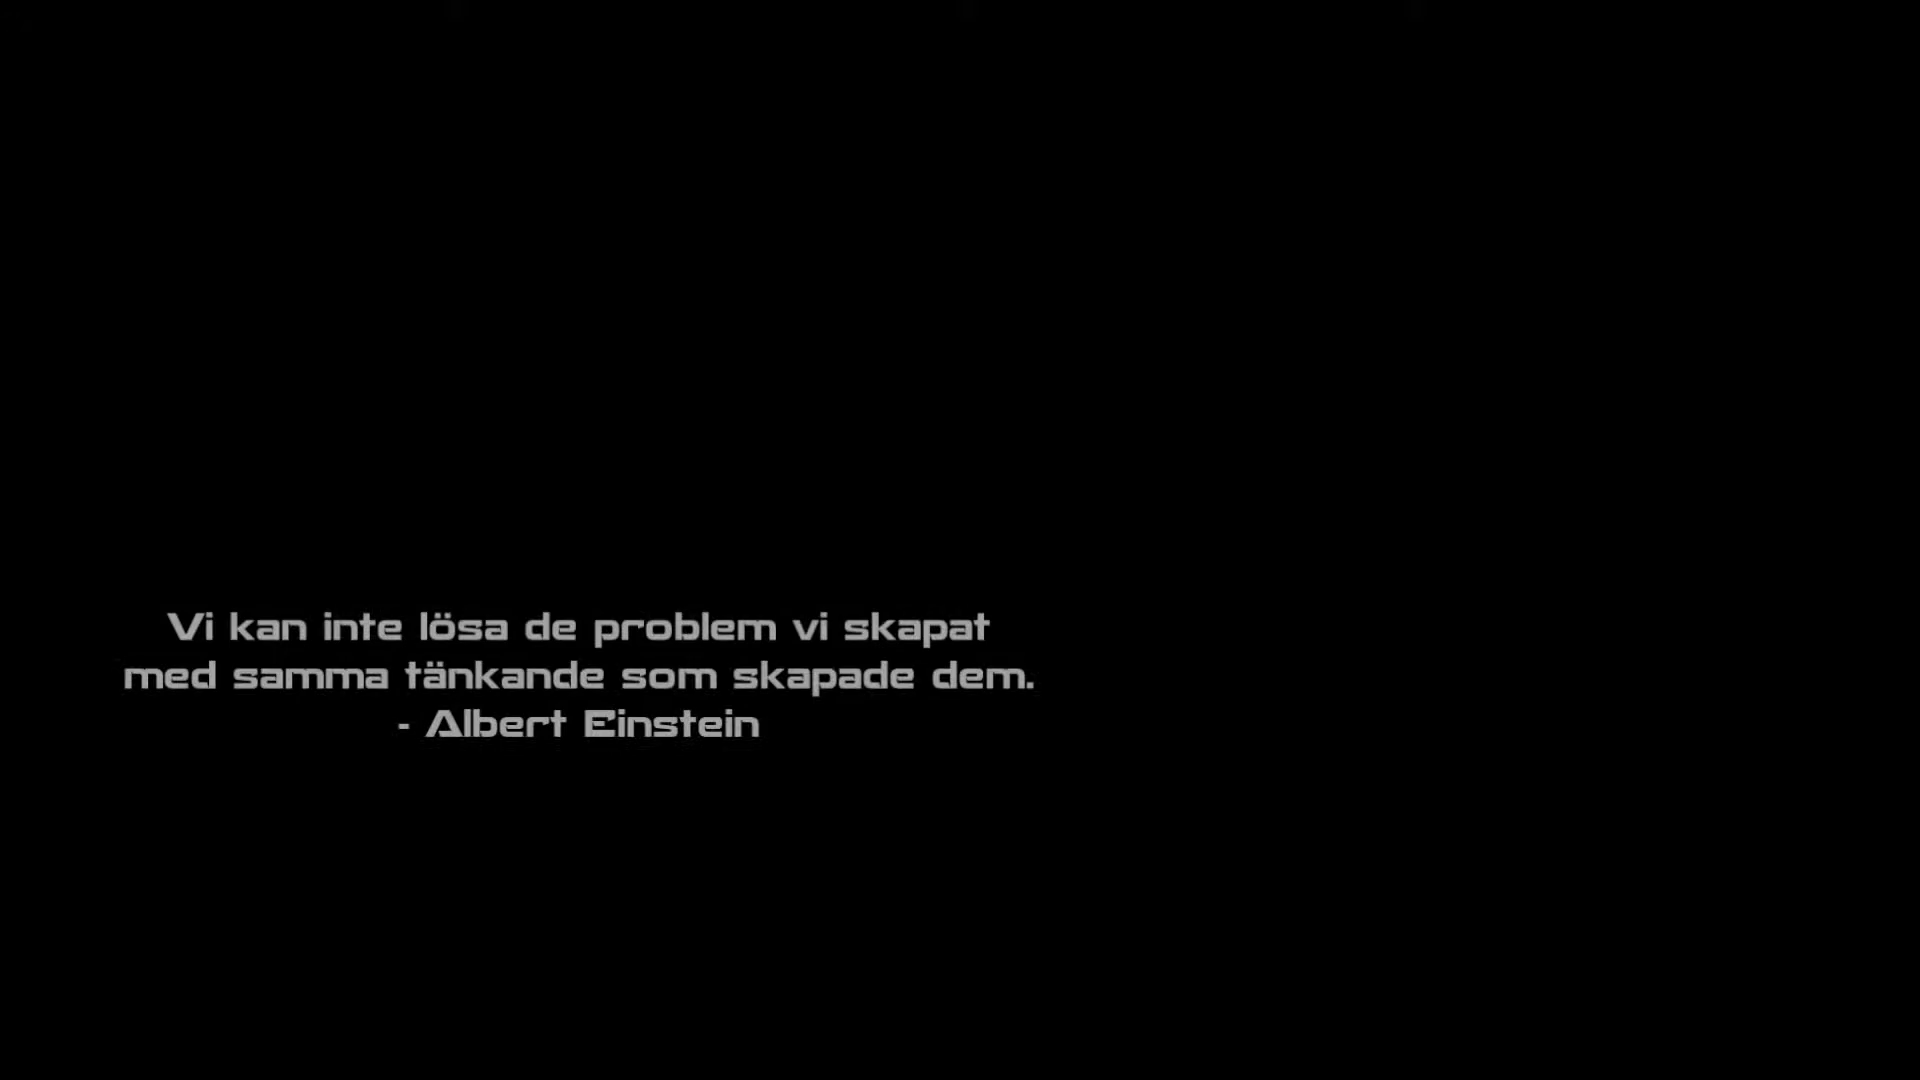 Vi kan inte lösa de problem vi skapat
med samma tänkande som skapade dem.
- Albert Einstein